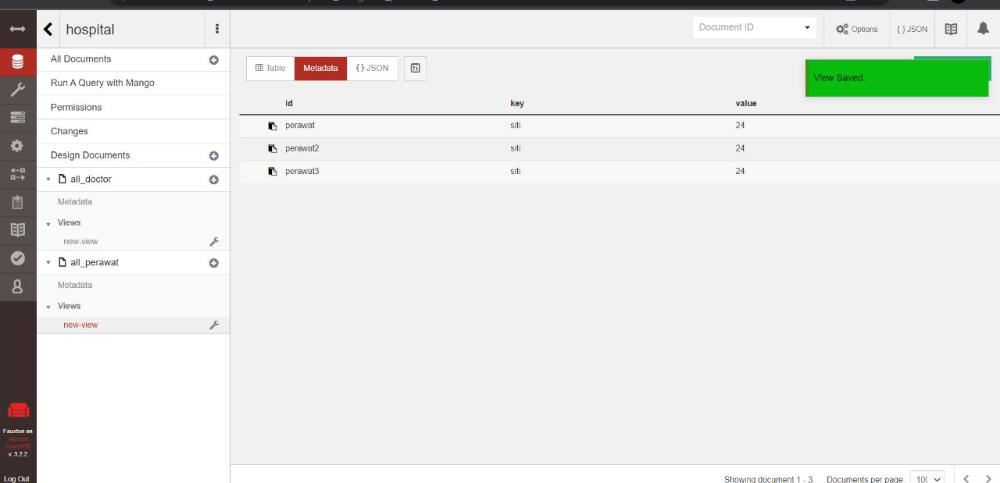 hospital
Document ID
Options
{ } JSON
All Documents
Run A Query with Mango
Permissions
Changes
Design Documents
all_doctor
Metadata
Views
new-view
all_perawat
Metadata
Views
new-view
Table
Metadata
{ } JSON
View Saved.
id key value
perawat siti 24
perawat2 siti 24
perawat3 siti 24
Fauxton on
Apache
CouchDB
v. 3.2.2
Log Out
Showing document 1 - 3.
Documents per page: